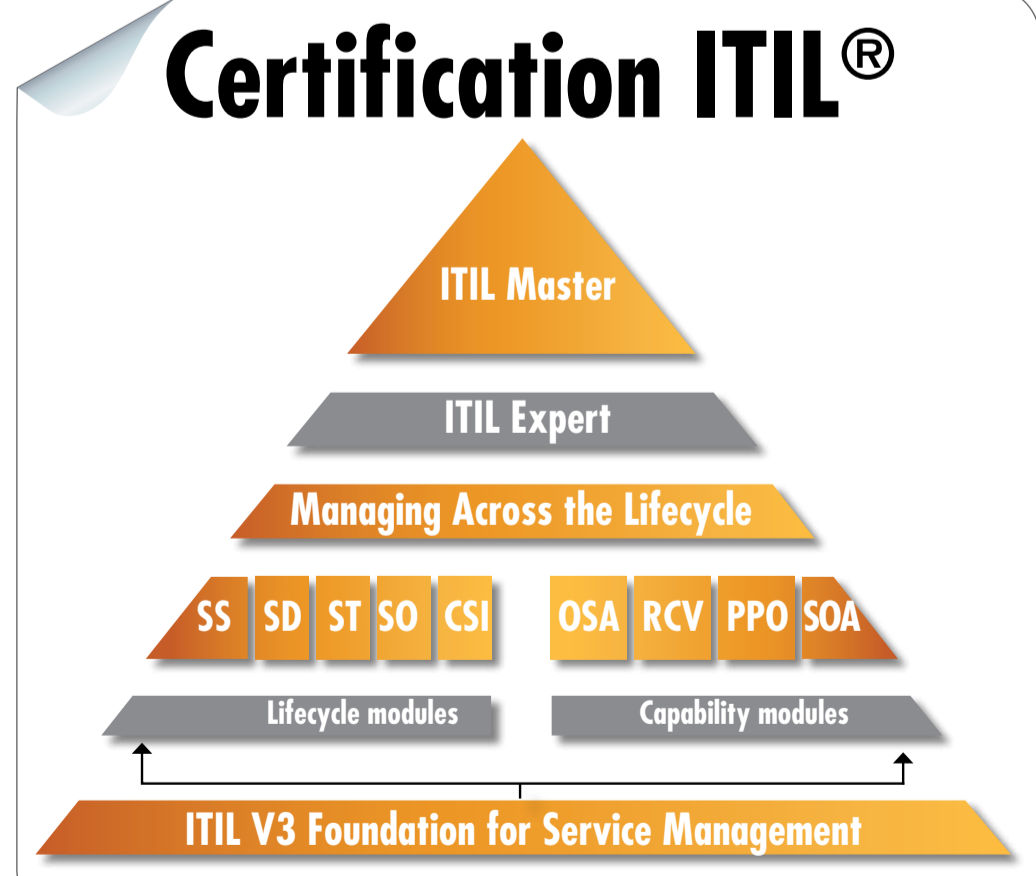 Certification ITIL®
ITIL Master
ITIL Expert
Managing Across the Lifecycle
SS SD ST SO CSI OSA RCV PPO SOA
Lifecycle modules Capability modules
ITIL V3 Foundation for Service Management